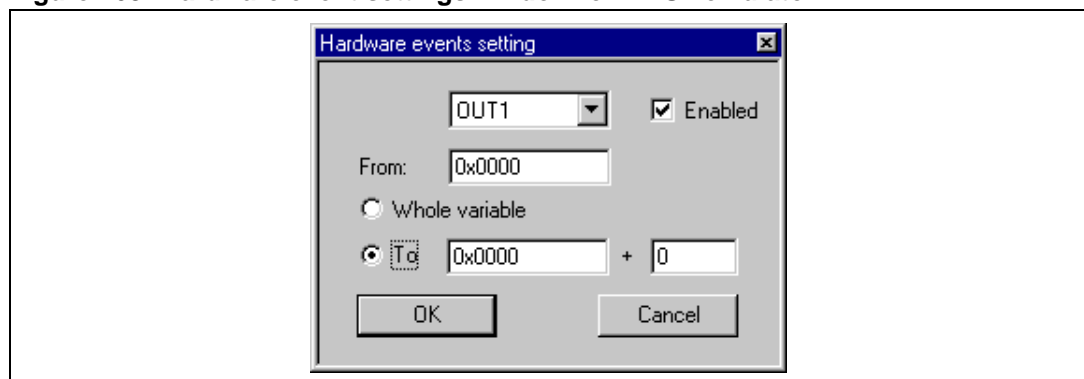 Hardware events setting
OUT1
Enabled
From: 0x0000
Whole variable
To 0x0000 + 0
OK Cancel